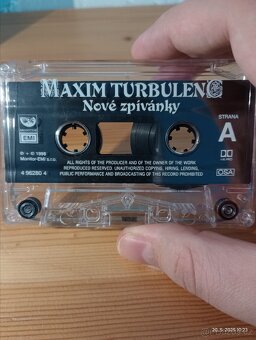 MAXIM TURBULENC
Nové zpívánky
EMI
STRANA
A
℗ + © 1998
Monitor-EMI s.r.o.
4 96280 4
ALL RIGHTS OF THE PRODUCER AND OF THE OWNER OF THE WORK
REPRODUCED RESERVED. UNAUTHORIZED COPYING, HIRING, LENDING,
PUBLIC PERFORMANCE AND BROADCASTING OF THIS RECORD PROHIBITED
OSA
20. 5. 2025 10:23